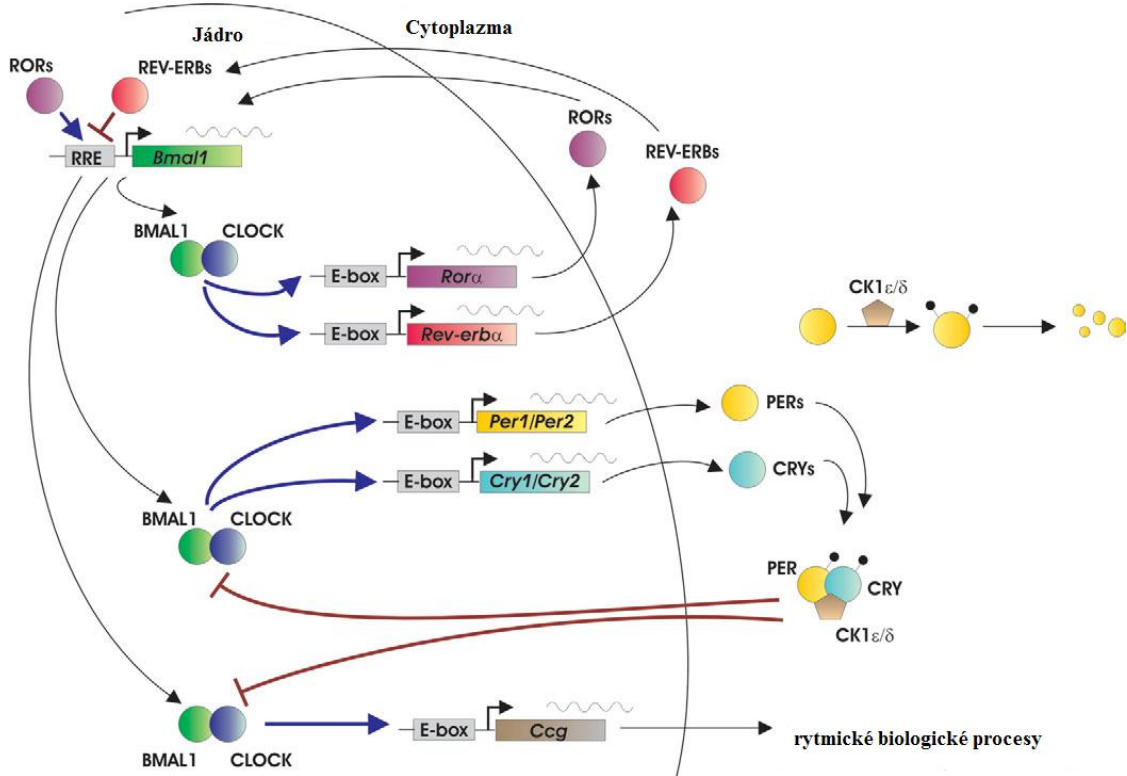 Jádro
Cytoplazma
RORs
REV-ERBs
RORs
REV-ERBs
RRE
Bmal1
BMAL1
CLOCK
E-box
Rorα
E-box
Rev-erbα
CK1ε/δ
E-box
Per1/Per2
PERs
E-box
Cry1/Cry2
CRYs
BMAL1
CLOCK
PER
CRY
CK1ε/δ
E-box
Ccg
rytmické biologické procesy
BMAL1
CLOCK